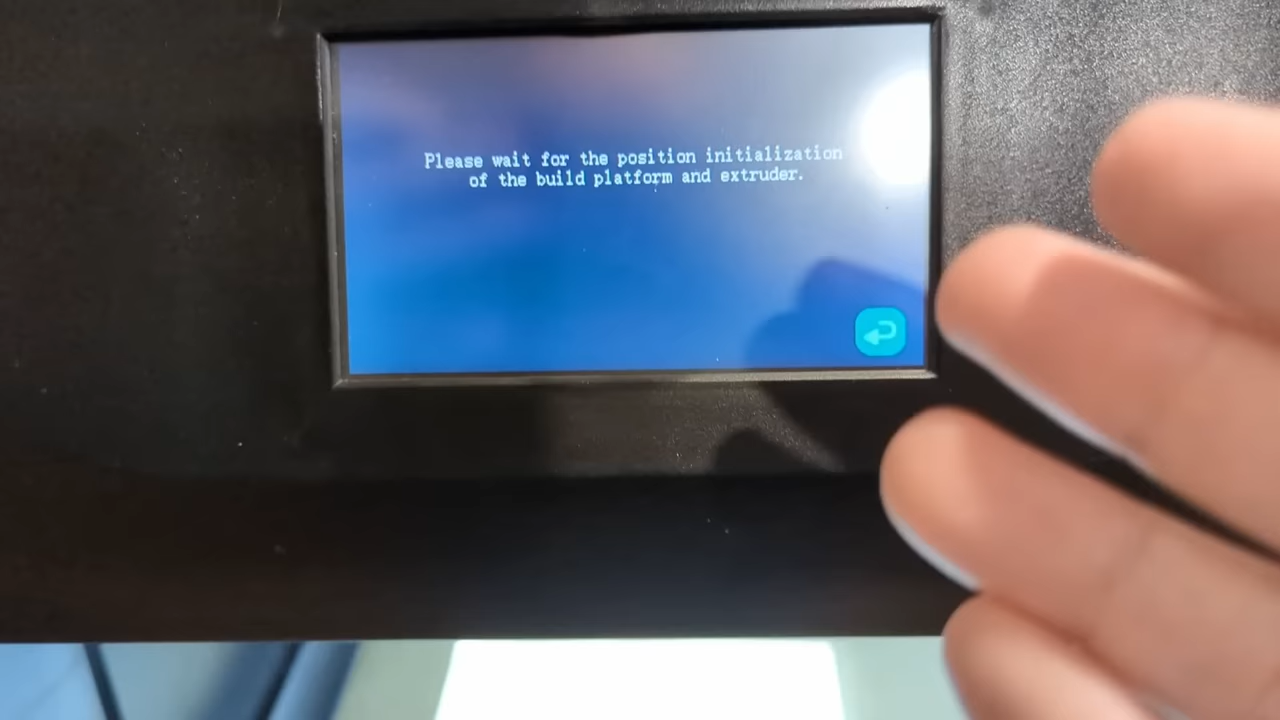 Please wait for the position initialization
of the build platform and extruder.